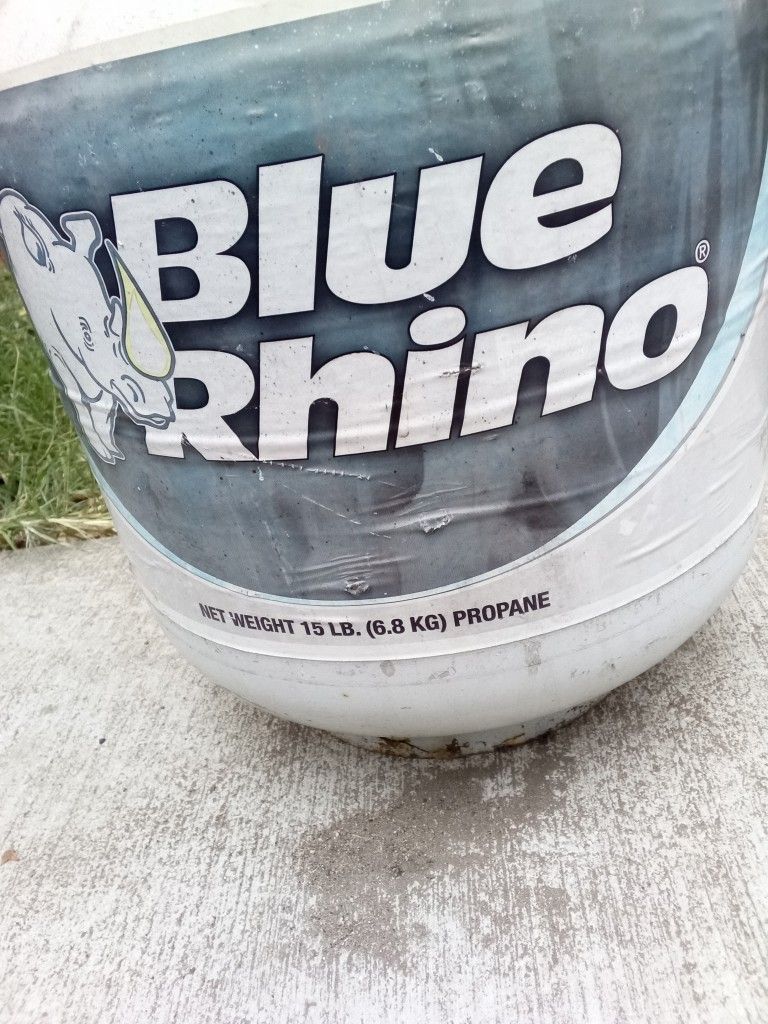 Blue
Rhino®
NET WEIGHT 15 LB. (6.8 KG) PROPANE